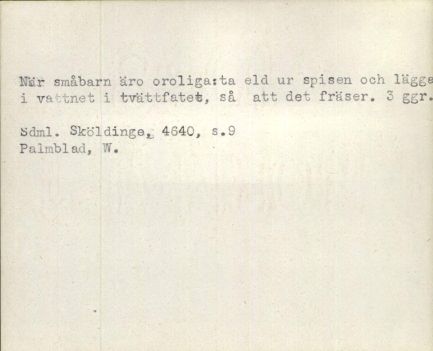 När småbarn äro oroliga:ta eld ur spisen och lägge
i vattnet i tvättfatet, så att det fräser. 3 ggr.
Sdml. Sköldinge, 4640, s.9
Palmblad, W.